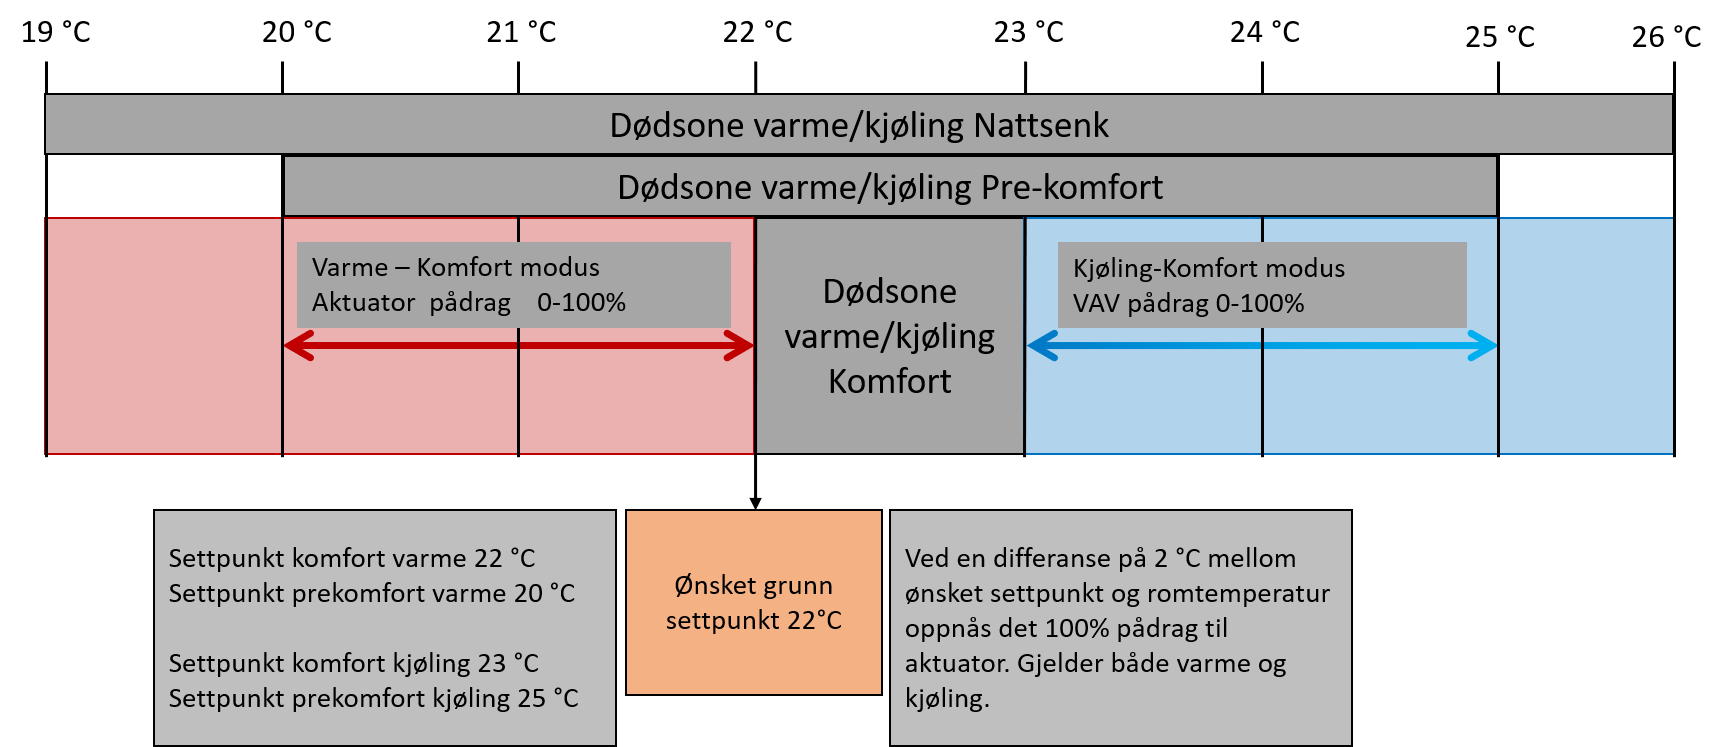 19 °C 20 °C 21 °C 22 °C 23 °C 24 °C 25 °C 26 °C
Dødsone varme/kjøling Nattsenk
Dødsone varme/kjøling Pre-komfort
Varme – Komfort modus
Aktuator pådrag 0-100%
Dødsone
varme/kjøling
Komfort
Kjøling-Komfort modus
VAV pådrag 0-100%
Settpunkt komfort varme 22 °C
Settpunkt prekomfort varme 20 °C
Settpunkt komfort kjøling 23 °C
Settpunkt prekomfort kjøling 25 °C
Ønsket grunn
settpunkt 22°C
Ved en differanse på 2 °C mellom
ønsket settpunkt og romtemperatur
oppnås det 100% pådrag til
aktuator. Gjelder både varme og
kjøling.